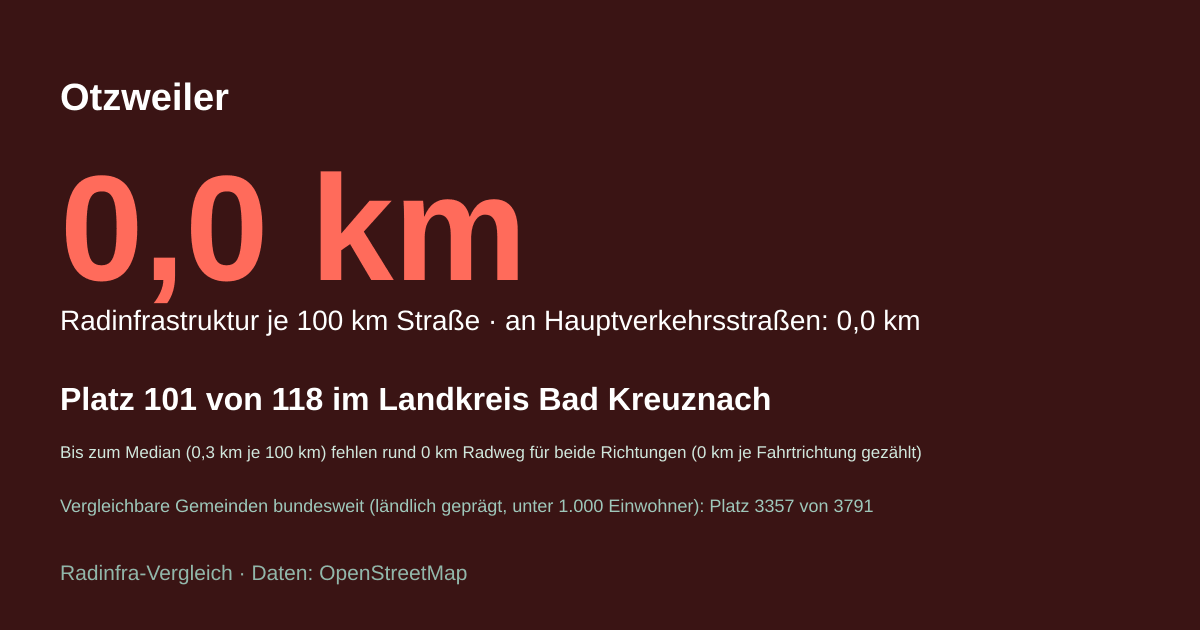 Otzweiler
0,0 km
Radinfrastruktur je 100 km Straße · an Hauptverkehrsstraßen: 0,0 km
Platz 101 von 118 im Landkreis Bad Kreuznach
Bis zum Median (0,3 km je 100 km) fehlen rund 0 km Radweg für beide Richtungen (0 km je Fahrtrichtung gezählt)
Vergleichbare Gemeinden bundesweit (ländlich geprägt, unter 1.000 Einwohner): Platz 3357 von 3791
Radinfra-Vergleich · Daten: OpenStreetMap